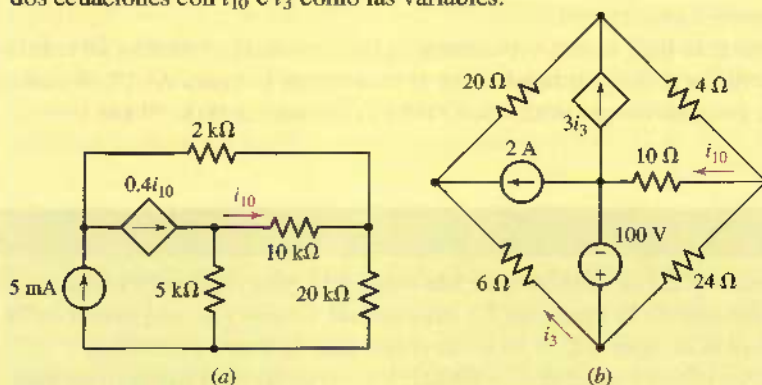 dos ecuaciones con i₁₀ e i₃ como las variables.
20 Ω
4 Ω
3i₃
2 kΩ
2 A
10 Ω
i₁₀
0.4i₁₀
i₁₀
10 kΩ
100 V
-
+
5 mA
5 kΩ
20 kΩ
6 Ω
24 Ω
i₃
(a)
(b)